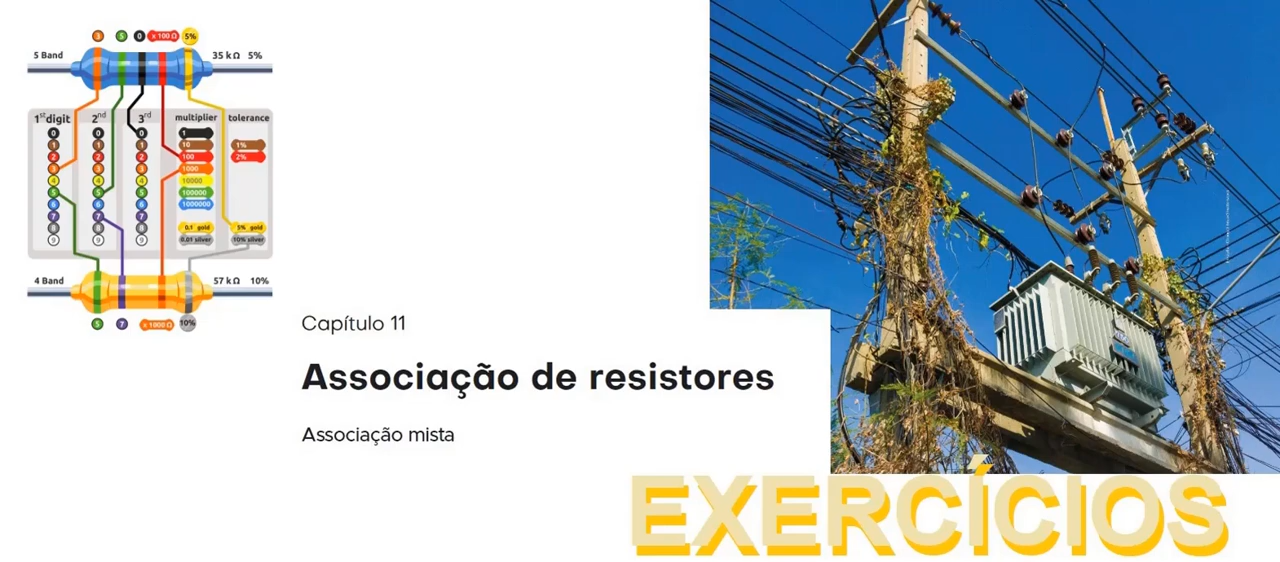 3 5 0 x 100 Ω 5%
5 Band 35 k Ω 5%
1st digit 2nd 3rd multiplier tolerance
0 0 0 1
1 1 1 10 1%
2 2 2 100 2%
3 3 3 1000
4 4 4 10000
5 5 5 100000
6 6 6 1000000
7 7 7
8 8 8 0.1 gold 5% gold
9 9 9 0.01 silver 10% silver
4 Band 57 k Ω 10%
5 7 x 1000 Ω 10%
Capítulo 11
Associação de resistores
Associação mista
EXERCÍCIOS